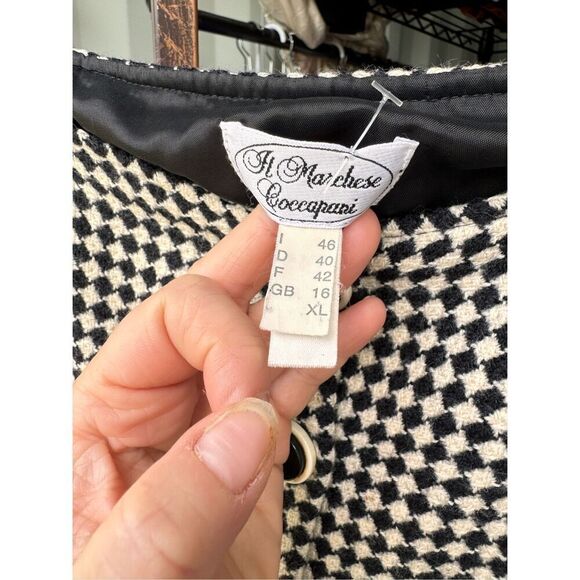 Il Marchese
Coccapani
I 46
D 40
F 42
GB 16
XL